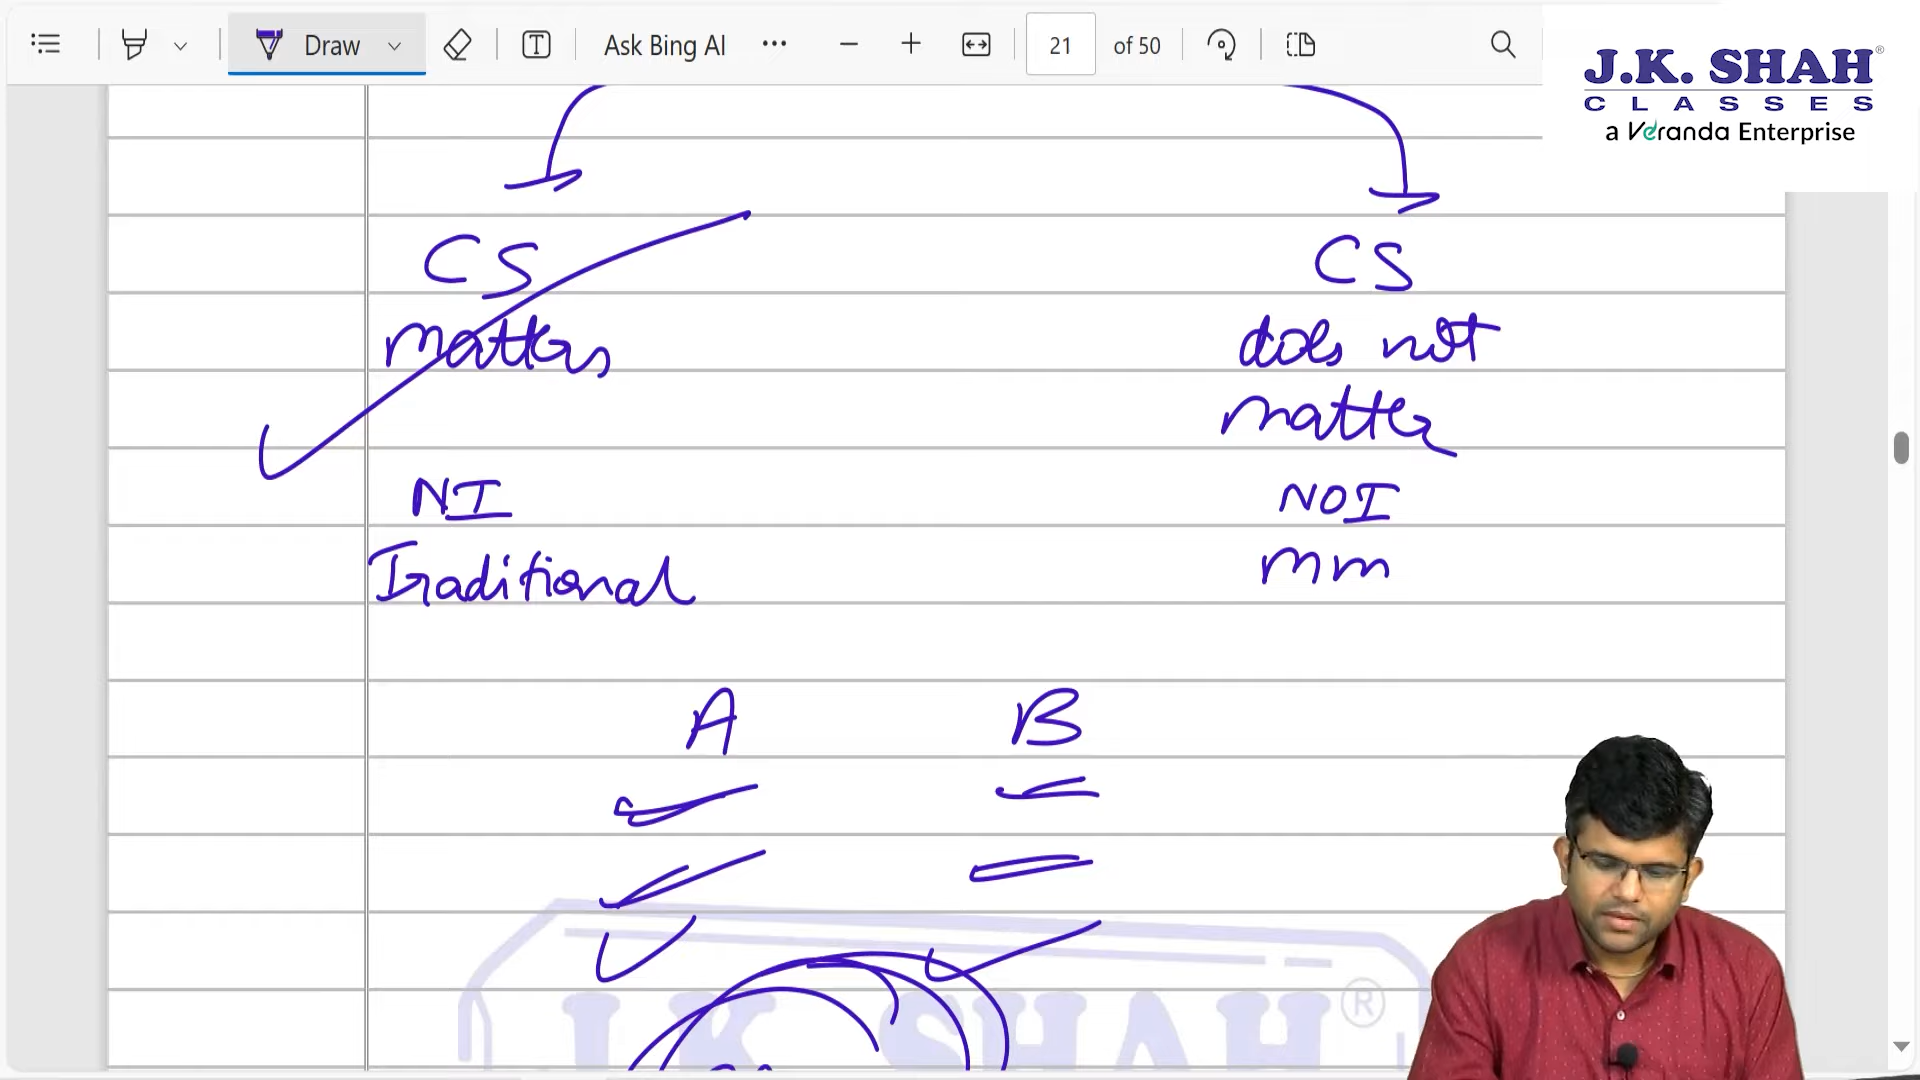 Draw
Ask Bing AI
21 of 50
J.K. SHAH®
CLASSES
a Veranda Enterprise
CS
matters
CS
does not
matter
NI
Traditional
NOI
MM
A B
J.K. SHAH®